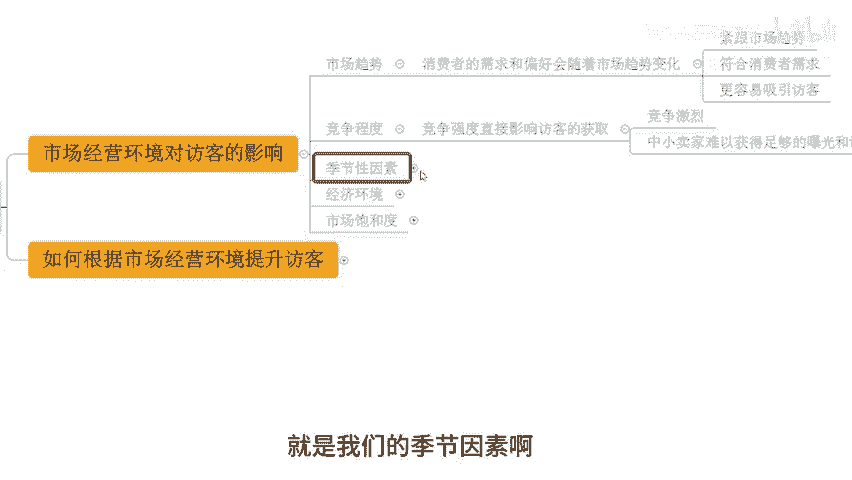 紧跟市场趋势
市场趋势 消费者的需求和偏好会随着市场趋势变化 符合消费者需求
更容易吸引访客
竞争激烈
竞争程度 竞争强度直接影响访客的获取
中小卖家难以获得足够的曝光和
市场经营环境对访客的影响
季节性因素
经济环境
市场饱和度
如何根据市场经营环境提升访客
就是我们的季节因素啊